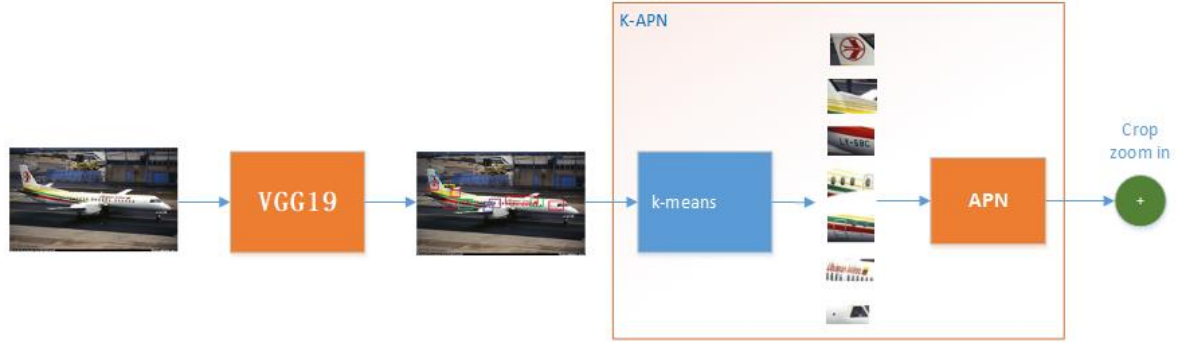 K-APN
VGG19
k-means
LY-SBC
APN
Crop
zoom in
+